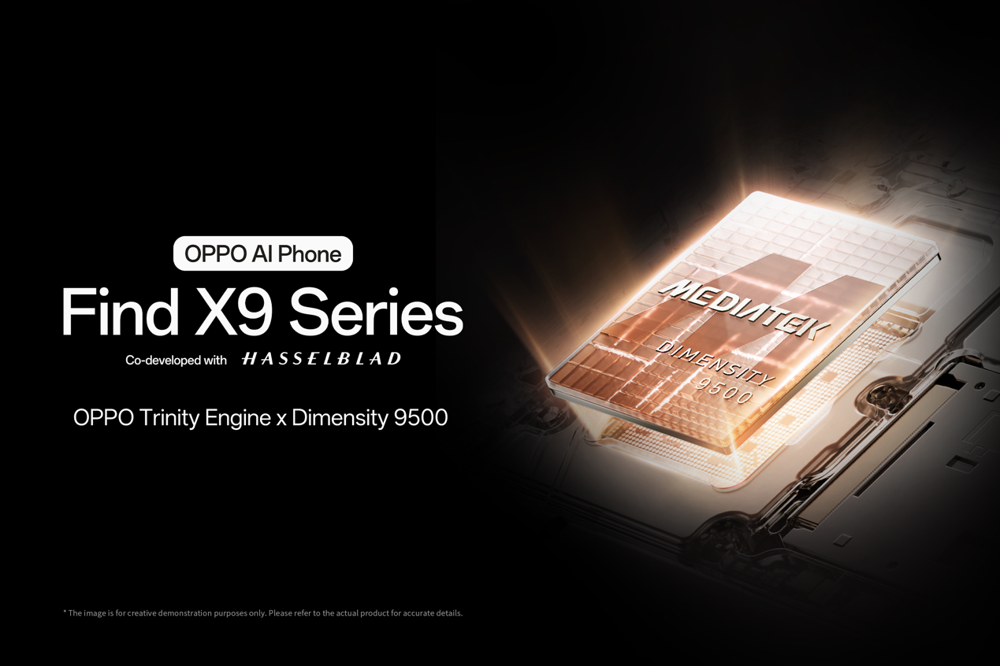 OPPO AI Phone
Find X9 Series
Co-developed with HASSELBLAD
OPPO Trinity Engine x Dimensity 9500
MEDIATEK
DIMENSITY
9500
* The image is for creative demonstration purposes only. Please refer to the actual product for accurate details.